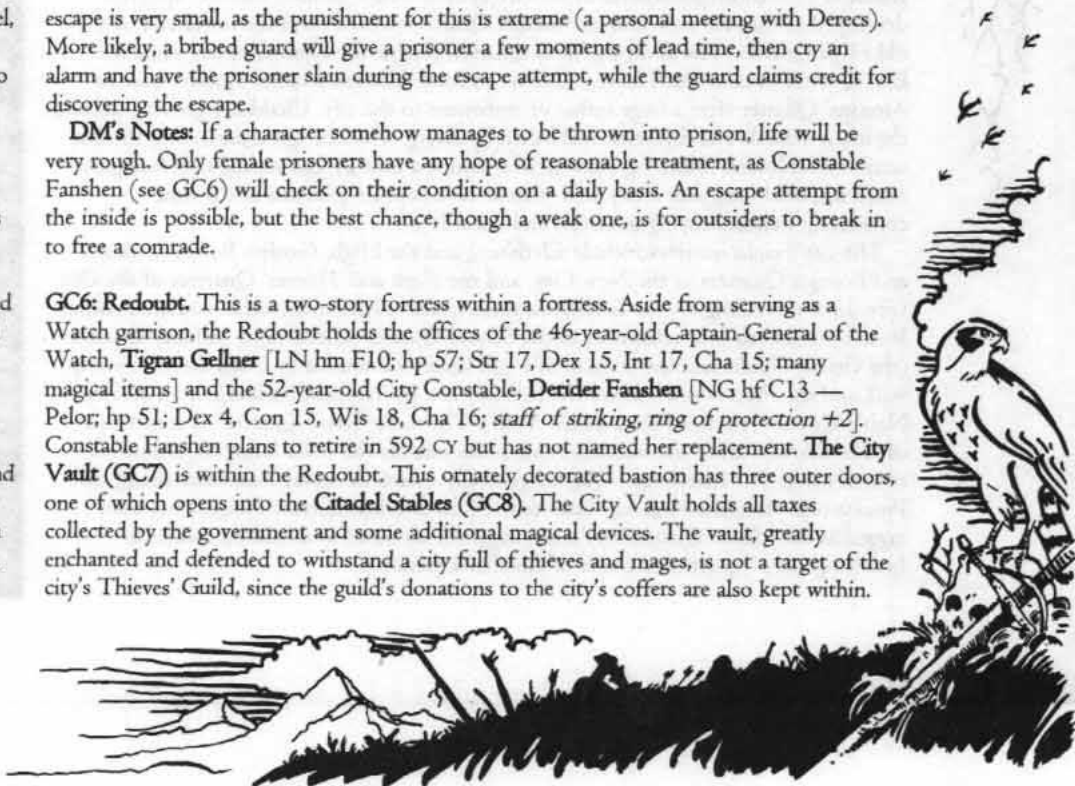 el,
escape is very small, as the punishment for this is extreme (a personal meeting with Derecs).
More likely, a bribed guard will give a prisoner a few moments of lead time, then cry an
alarm and have the prisoner slain during the escape attempt, while the guard claims credit for
discovering the escape.
DM's Notes: If a character somehow manages to be thrown into prison, life will be
very rough. Only female prisoners have any hope of reasonable treatment, as Constable
Fanshen (see GC6) will check on their condition on a daily basis. An escape attempt from
the inside is possible, but the best chance, though a weak one, is for outsiders to break in
to free a comrade.
GC6: Redoubt. This is a two-story fortress within a fortress. Aside from serving as a
Watch garrison, the Redoubt holds the offices of the 46-year-old Captain-General of the
Watch, Tigran Gellner [LN hm F10; hp 57; Str 17, Dex 15, Int 17, Cha 15; many
magical items] and the 52-year-old City Constable, Derider Fanshen [NG hf C13 –
Pelor; hp 51; Dex 4, Con 15, Wis 18, Cha 16; staff of striking, ring of protection +2].
Constable Fanshen plans to retire in 592 CY but has not named her replacement. The City
Vault (GC7) is within the Redoubt. This ornately decorated bastion has three outer doors,
one of which opens into the Citadel Stables (GC8). The City Vault holds all taxes
collected by the government and some additional magical devices. The vault, greatly
enchanted and defended to withstand a city full of thieves and mages, is not a target of the
city's Thieves' Guild, since the guild's donations to the city's coffers are also kept within.